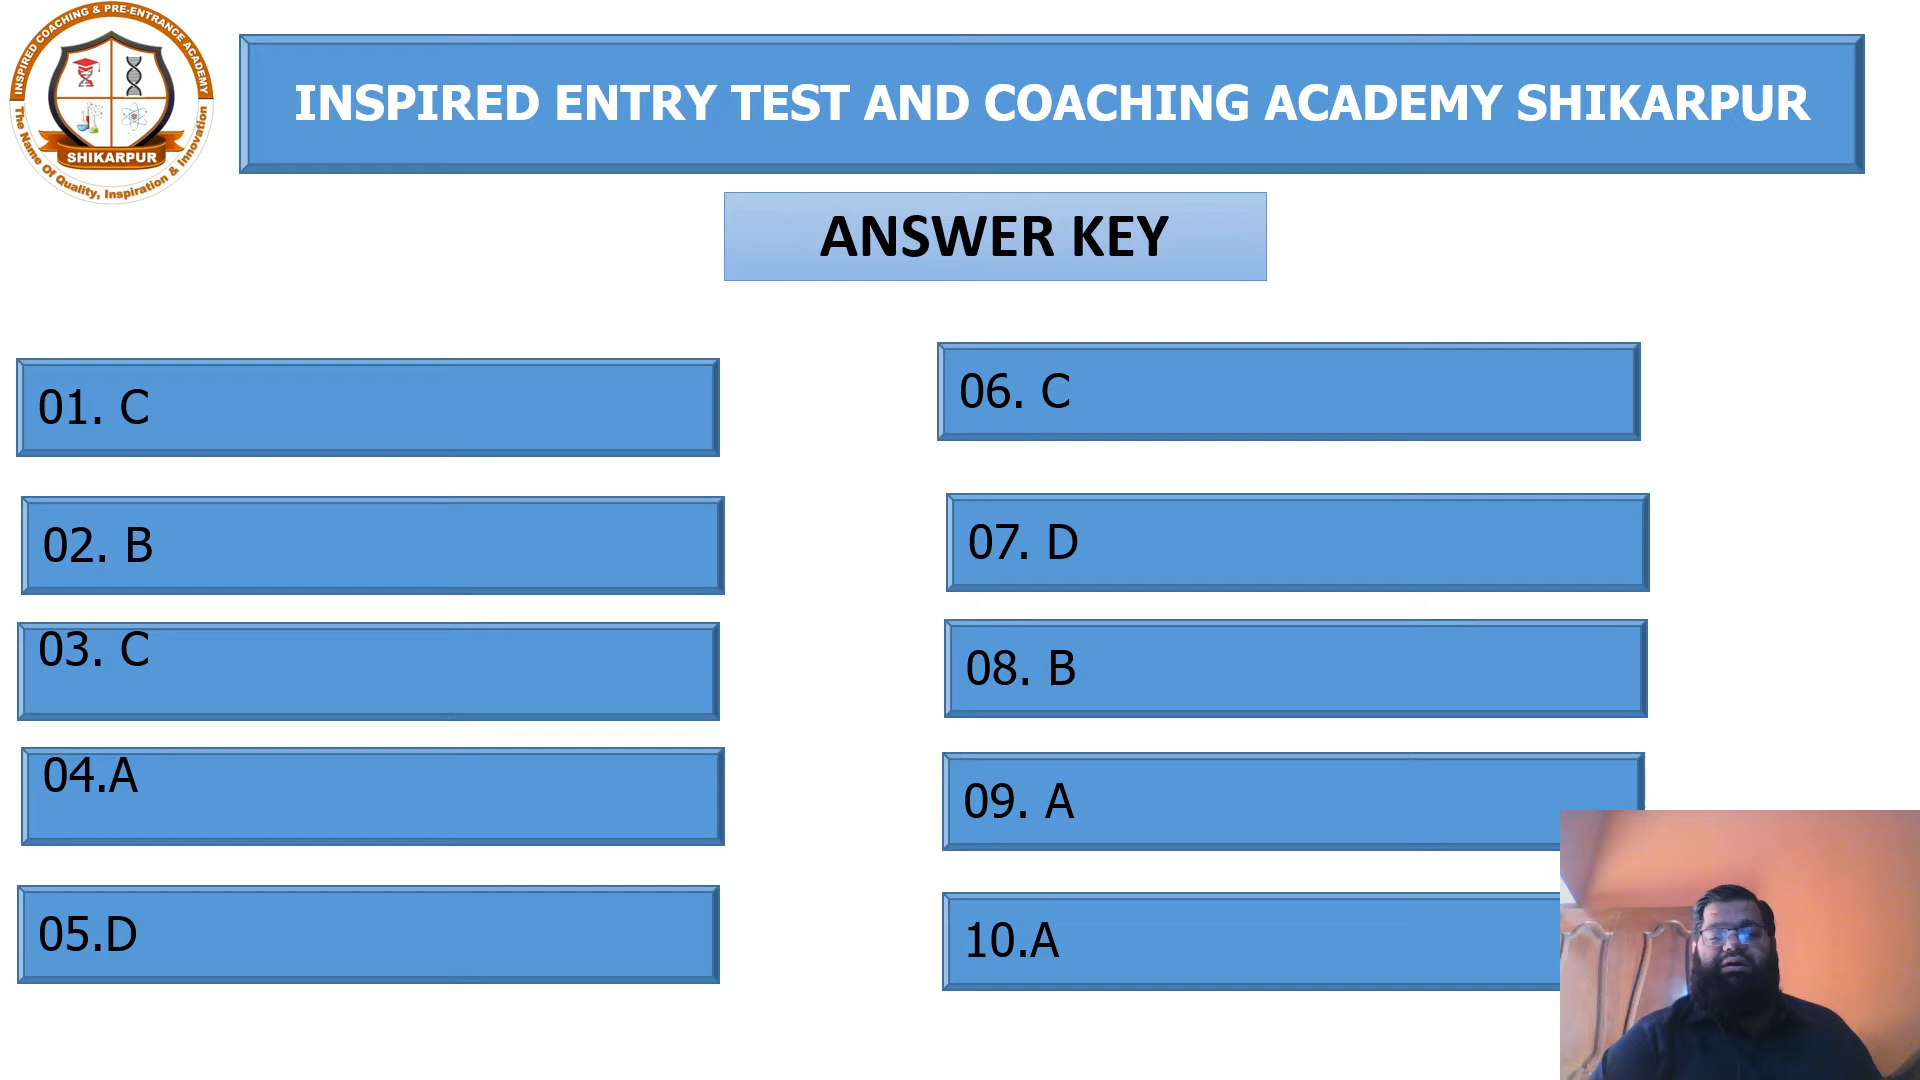 INSPIRED COACHING & PRE-ENTRANCE ACADEMY
SHIKARPUR
The Name Of Quality, Inspiration & Innovation
INSPIRED ENTRY TEST AND COACHING ACADEMY SHIKARPUR
ANSWER KEY
01. C
02. B
03. C
04.A
05.D
06. C
07. D
08. B
09. A
10.A